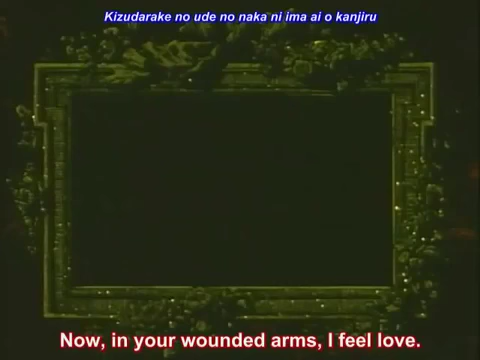 Kizudarake no ude no naka ni ima ai o kanjiru
Now, in your wounded arms, I feel love.